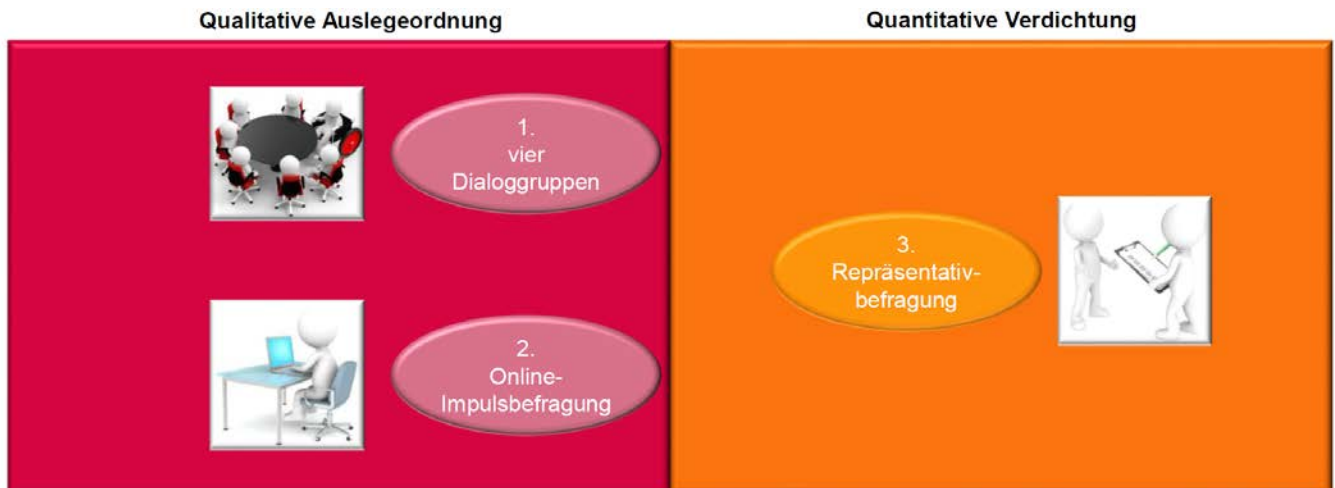 Qualitative Auslegeordnung
Quantitative Verdichtung
1.
vier
Dialoggruppen
2.
Online-
Impulsbefragung
3.
Repräsentativ-
befragung